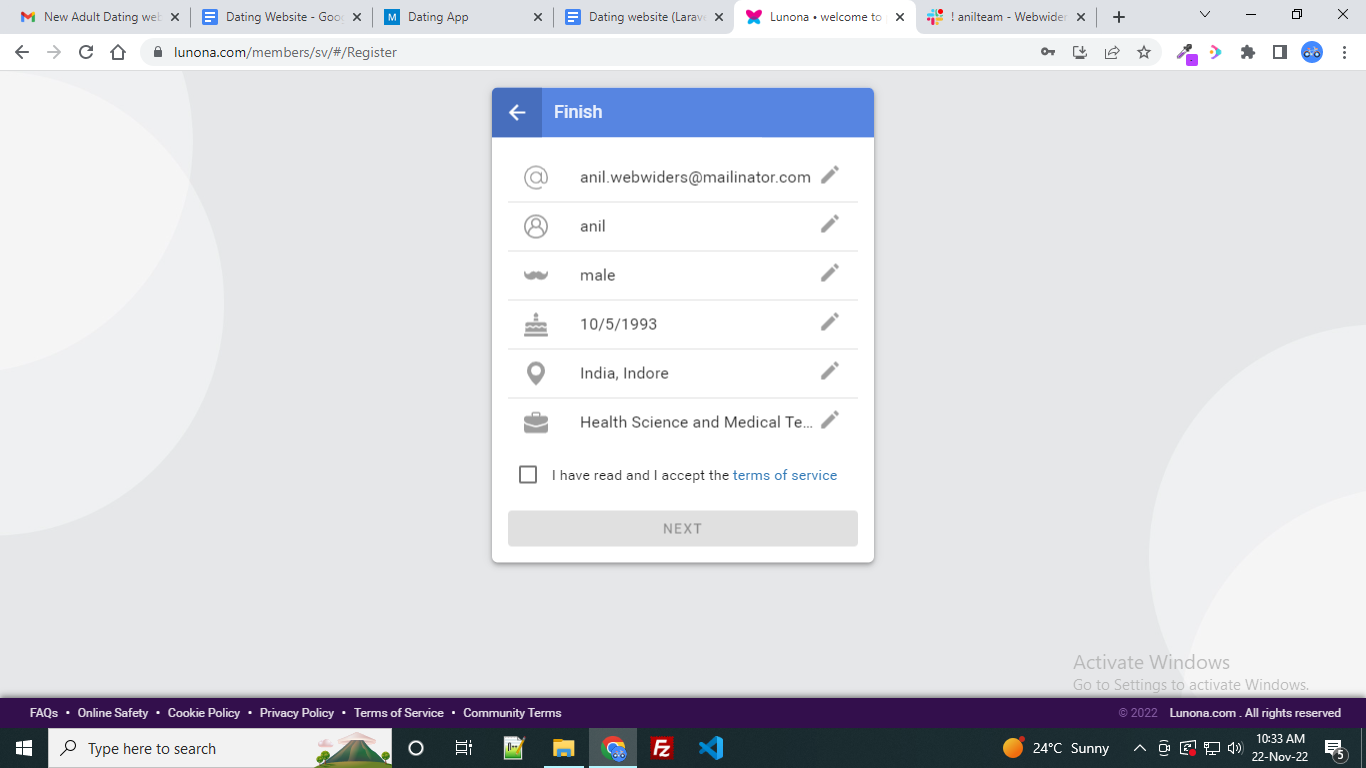 New Adult Dating web
Dating Website - Goo
Dating App
Dating website (Larave
Lunona • welcome to
! anilteam - Webwider
lunona.com/members/sv/#/Register
Finish
anil.webwiders@mailinator.com
anil
male
10/5/1993
India, Indore
Health Science and Medical Te...
I have read and I accept the terms of service
NEXT
Activate Windows
Go to Settings to activate Windows.
FAQs • Online Safety • Cookie Policy • Privacy Policy • Terms of Service • Community Terms
© 2022 Lunona.com . All rights reserved
Type here to search
24°C Sunny
10:33 AM
22-Nov-22
5